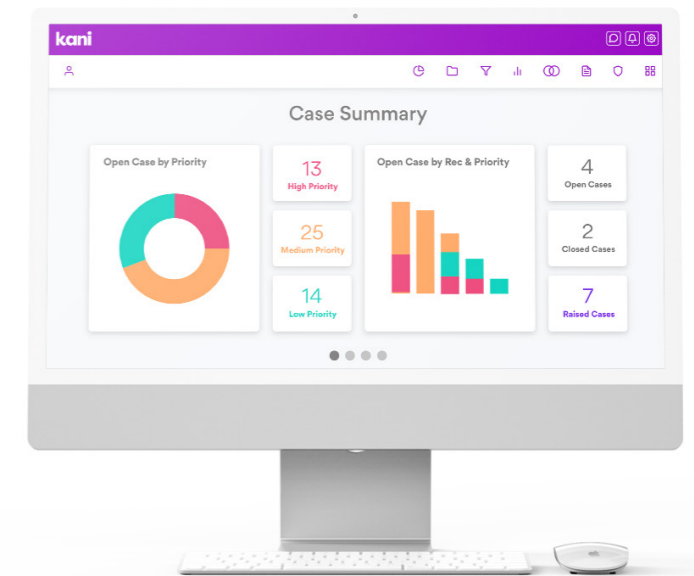 kani
Case Summary
Open Case by Priority
13
High Priority
25
Medium Priority
14
Low Priority
Open Case by Rec & Priority
4
Open Cases
2
Closed Cases
7
Raised Cases